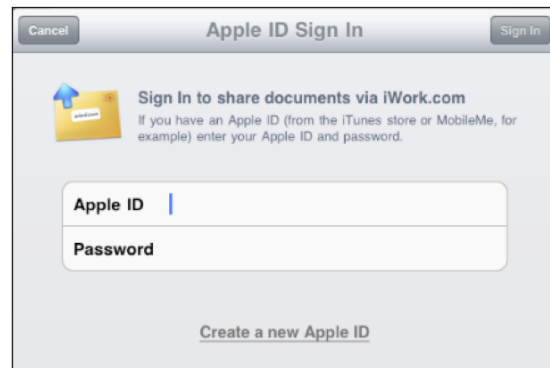 Cancel
Apple ID Sign In
Sign In
Sign In to share documents via iWork.com
If you have an Apple ID (from the iTunes store or MobileMe, for
example) enter your Apple ID and password.
Apple ID
Password
Create a new Apple ID